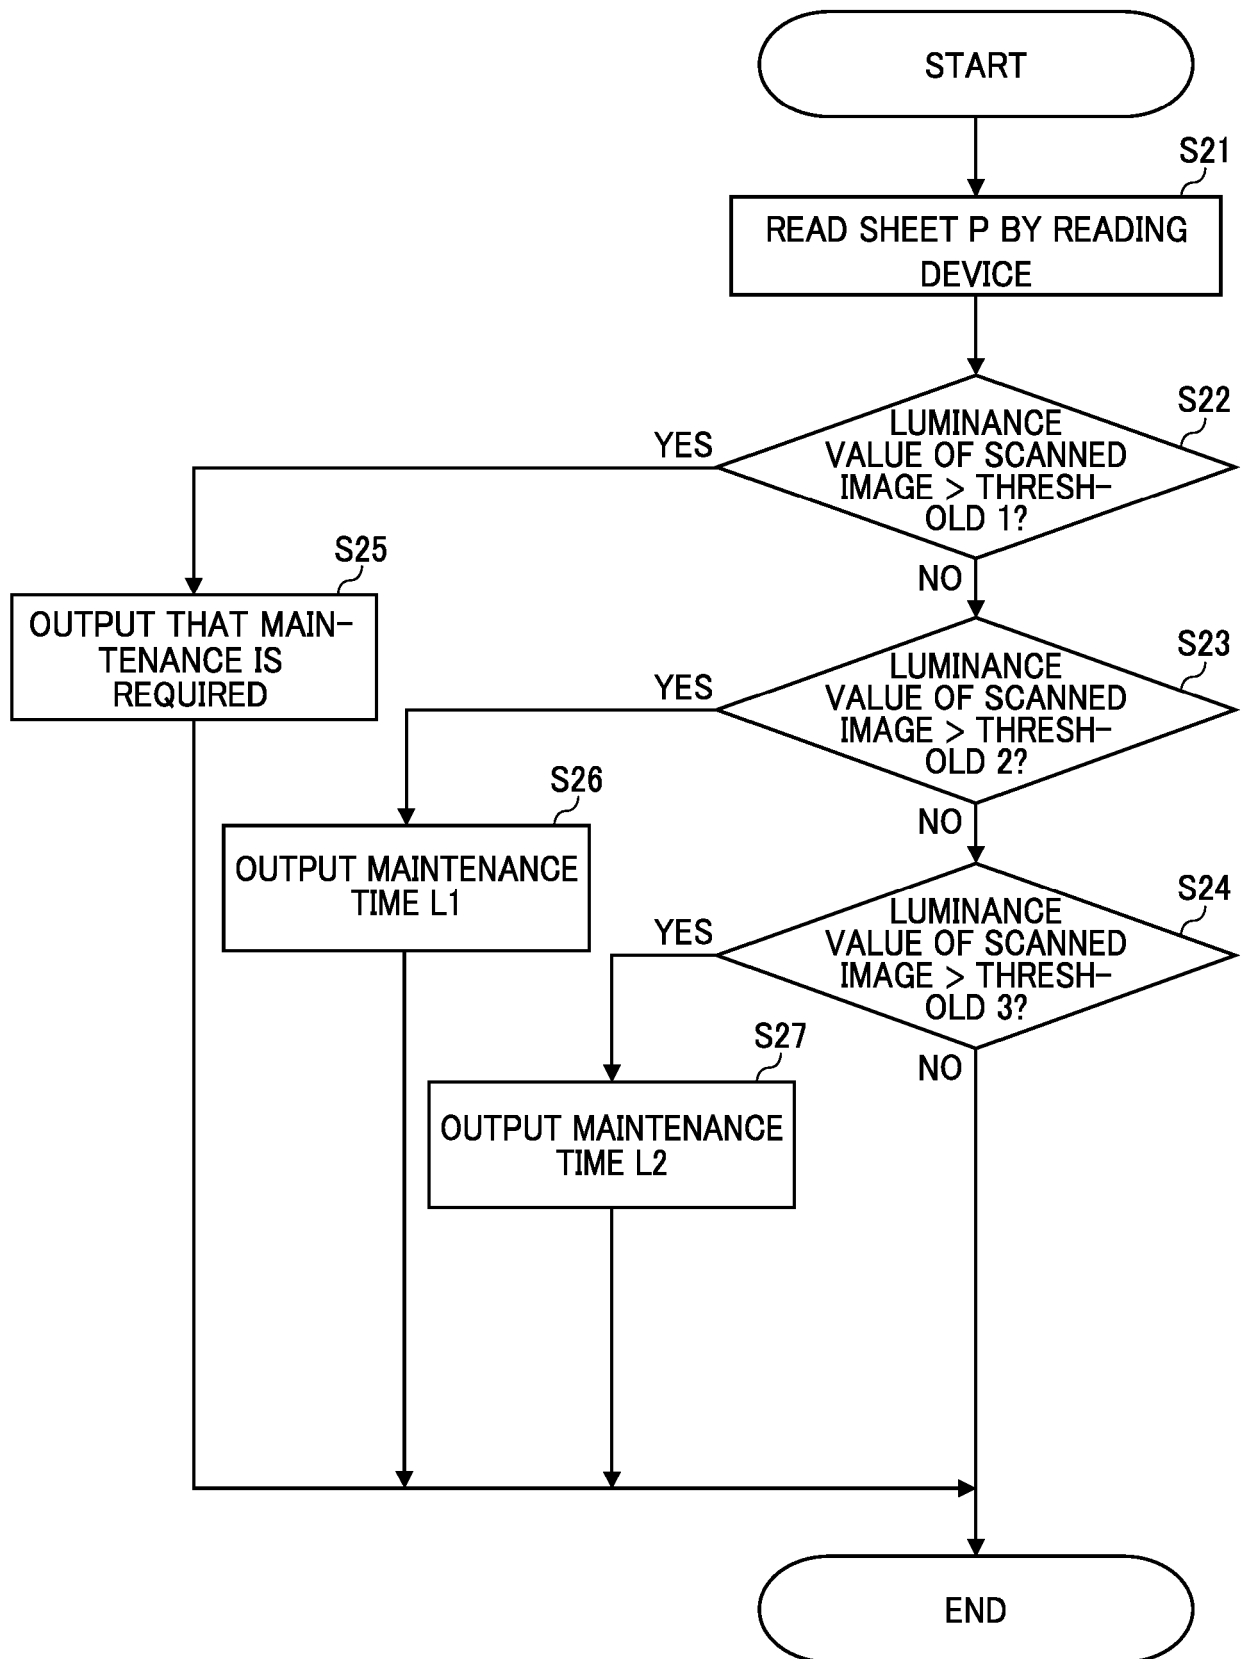 START
S21
READ SHEET P BY READING
DEVICE
S22
LUMINANCE
VALUE OF SCANNED
IMAGE > THRESH-
OLD 1?
YES
NO
S25
OUTPUT THAT MAIN-
TENANCE IS
REQUIRED
S23
LUMINANCE
VALUE OF SCANNED
IMAGE > THRESH-
OLD 2?
YES
NO
S26
OUTPUT MAINTENANCE
TIME L1
S24
LUMINANCE
VALUE OF SCANNED
IMAGE > THRESH-
OLD 3?
YES
NO
S27
OUTPUT MAINTENANCE
TIME L2
END